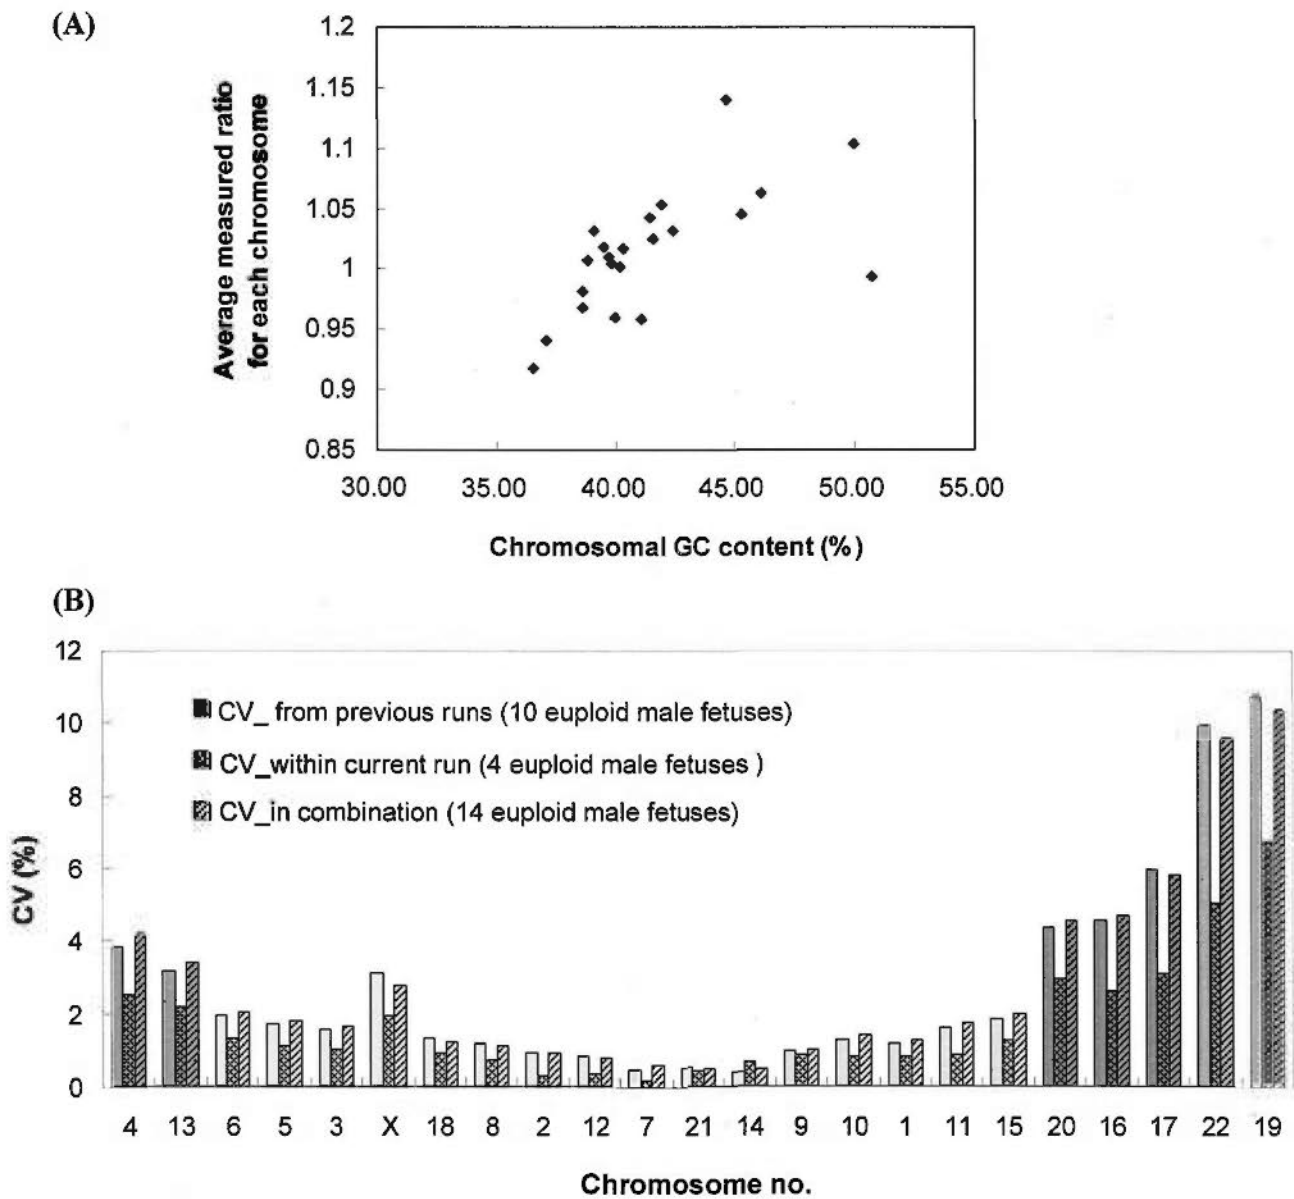 (A)
Average measured ratio
for each chromosome
1.2
1.15
1.1
1.05
1
0.95
0.9
0.85
30.00 35.00 40.00 45.00 50.00 55.00
Chromosomal GC content (%)
(B)
CV (%)
12
10
8
6
4
2
0
CV_ from previous runs (10 euploid male fetuses)
CV_within current run (4 euploid male fetuses )
CV_in combination (14 euploid male fetuses)
4 13 6 5 3 X 18 8 2 12 7 21 14 9 10 1 11 15 20 16 17 22 19
Chromosome no.